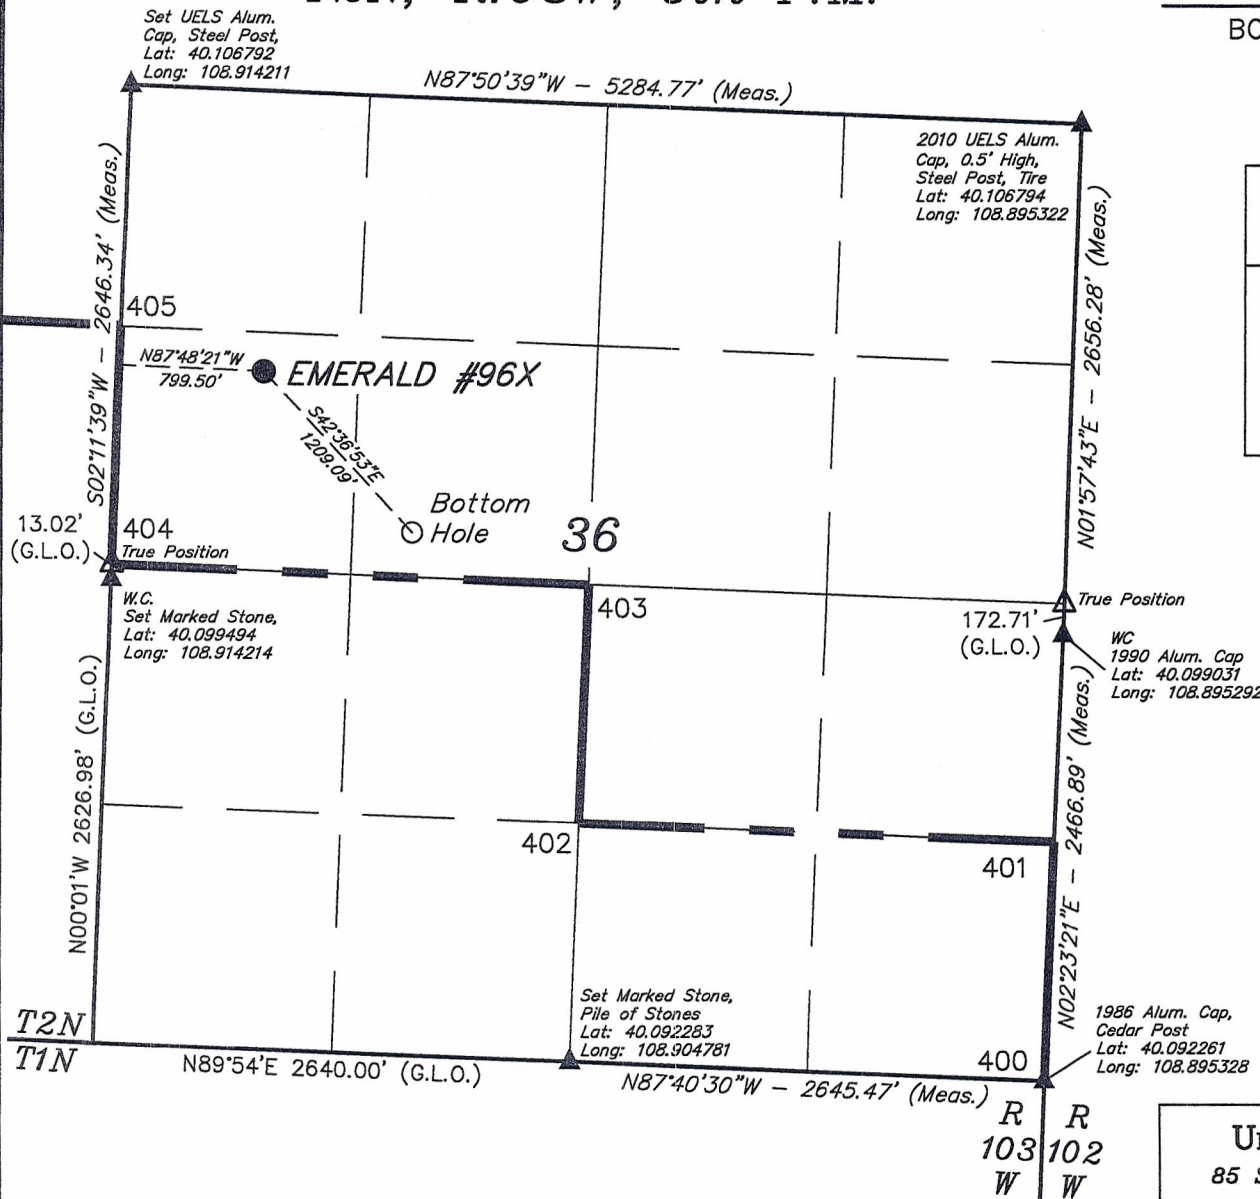 BO
Set UELS Alum.
Cap, Steel Post,
Lat: 40.106792
Long: 108.914211
N87°50'39"W - 5284.77' (Meas.)
2010 UELS Alum.
Cap, 0.5' High,
Steel Post, Tire
Lat: 40.106794
Long: 108.895322
S02°11'39"W - 2646.34' (Meas.)
N01°57'43"E - 2656.28' (Meas.)
405
N87°48'21"W
799.50'
EMERALD #96X
S42°36'53"E
1209.09'
Bottom
Hole
36
13.02'
(G.L.O.)
404
True Position
W.C.
Set Marked Stone,
Lat: 40.099494
Long: 108.914214
403
True Position
172.71'
(G.L.O.)
WC
1990 Alum. Cap
Lat: 40.099031
Long: 108.895292
N00°01'W 2626.98' (G.L.O.)
N02°23'21"E - 2466.89' (Meas.)
402
401
Set Marked Stone,
Pile of Stones
Lat: 40.092283
Long: 108.904781
1986 Alum. Cap,
Cedar Post
Lat: 40.092261
Long: 108.895328
T2N
T1N
N89°54'E 2640.00' (G.L.O.)
N87°40'30"W - 2645.47' (Meas.)
400
R R
103 102
W W
85